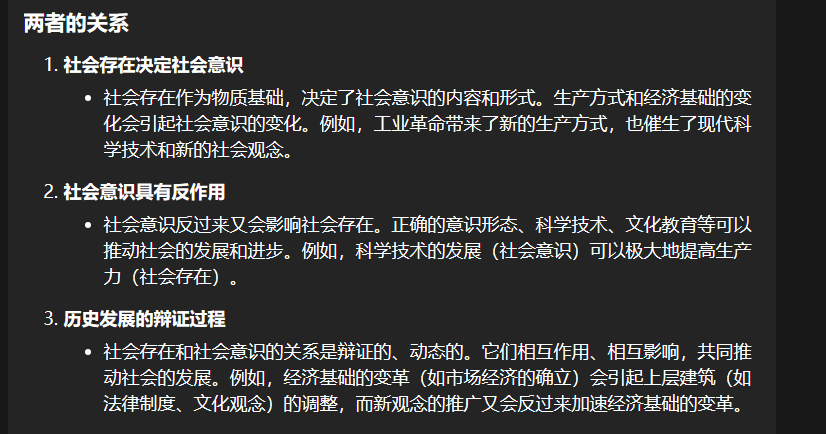 两者的关系
1. 社会存在决定社会意识
• 社会存在作为物质基础，决定了社会意识的内容和形式。生产方式和经济基础的变
化会引起社会意识的变化。例如，工业革命带来了新的生产方式，也催生了现代科
学技术和新的社会观念。
2. 社会意识具有反作用
• 社会意识反过来又会影响社会存在。正确的意识形态、科学技术、文化教育等可以
推动社会的发展和进步。例如，科学技术的发展（社会意识）可以极大地提高生产
力（社会存在）。
3. 历史发展的辩证过程
• 社会存在和社会意识的关系是辩证的、动态的。它们相互作用、相互影响，共同推
动社会的发展。例如，经济基础的变革（如市场经济的确立）会引起上层建筑（如
法律制度、文化观念）的调整，而新观念的推广又会反过来加速经济基础的变革。